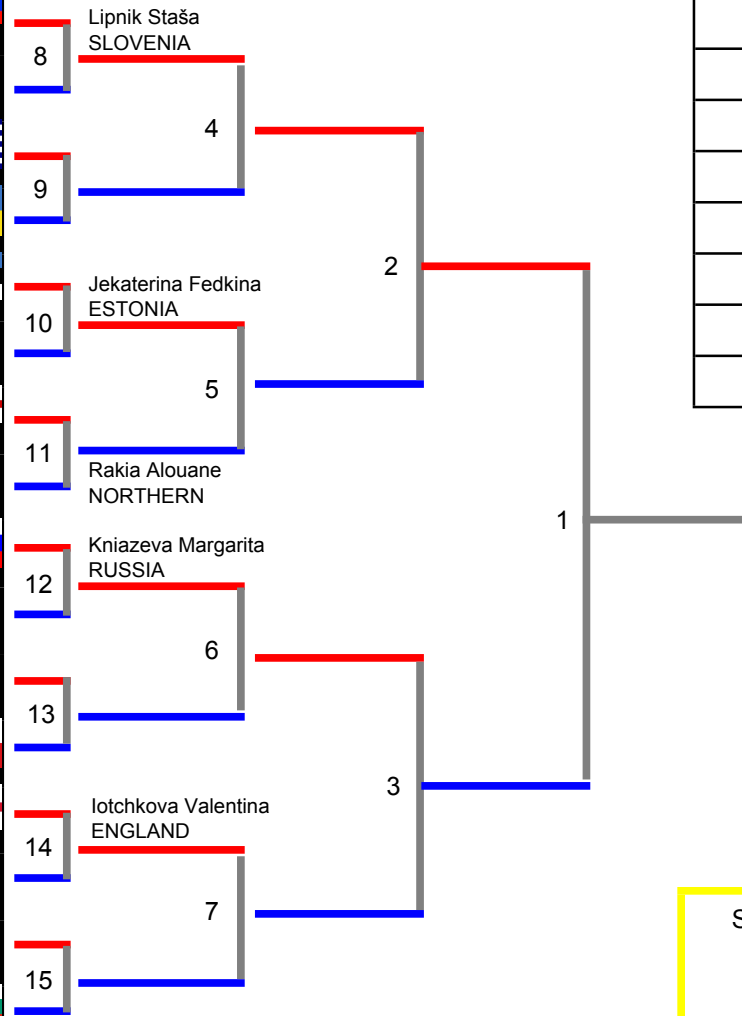 Lipnik Staša
SLOVENIA
8
4
9
2
Jekaterina Fedkina
ESTONIA
10
5
11
Rakia Alouane
NORTHERN
1
Kniazeva Margarita
RUSSIA
12
6
13
3
Iotchkova Valentina
ENGLAND
14
7
S
15